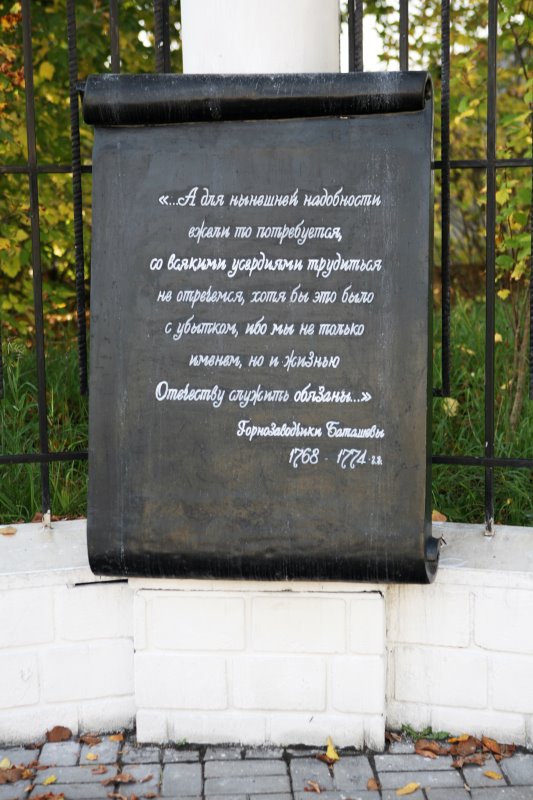 «...А для нынешней надобности
ежели то потребуется,
со всякими усердиями трудиться
не отречемся, хотя бы это было
с убытком, ибо мы не только
именем, но и жизнью
Отечеству служить обязаны...»
Горнозаводчики Баташевы
1768 - 1774 г.г.